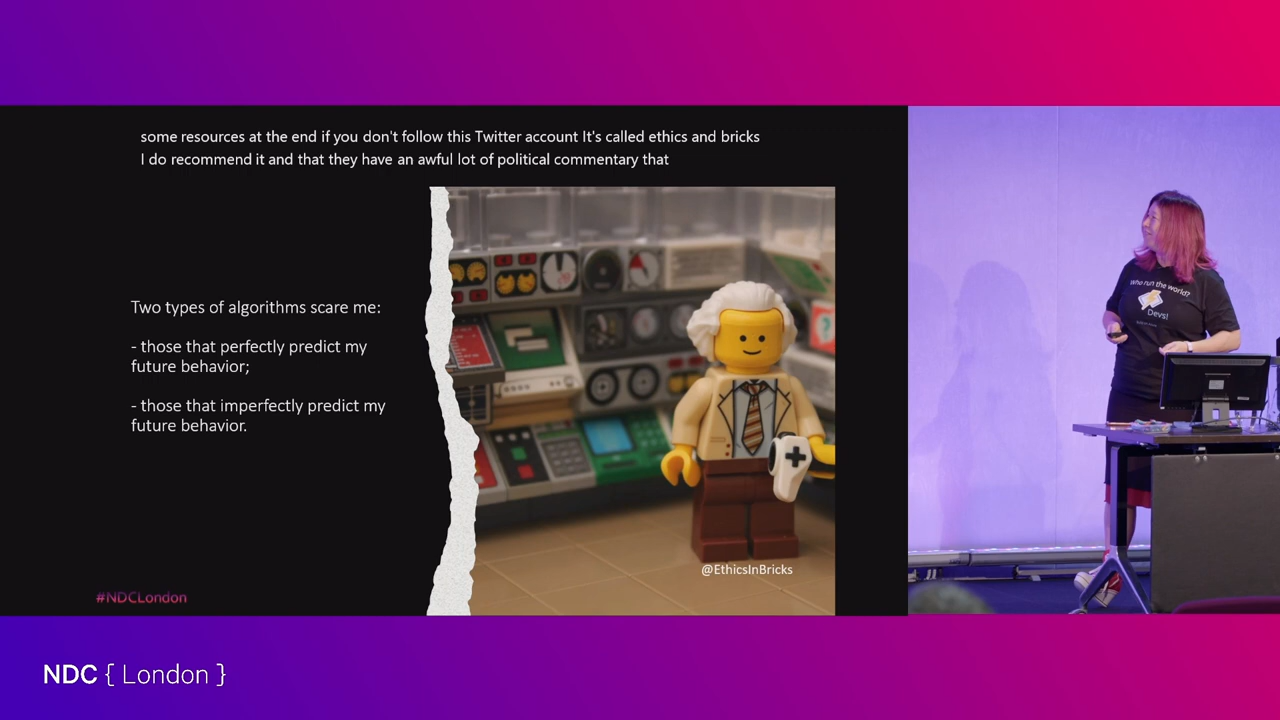 some resources at the end if you don't follow this Twitter account It's called ethics and bricks
I do recommend it and that they have an awful lot of political commentary that
Two types of algorithms scare me:
- those that perfectly predict my
future behavior;
- those that imperfectly predict my
future behavior.
@EthicsInBricks
#NDCLondon
Who run the world?
Devs!
NDC { London }